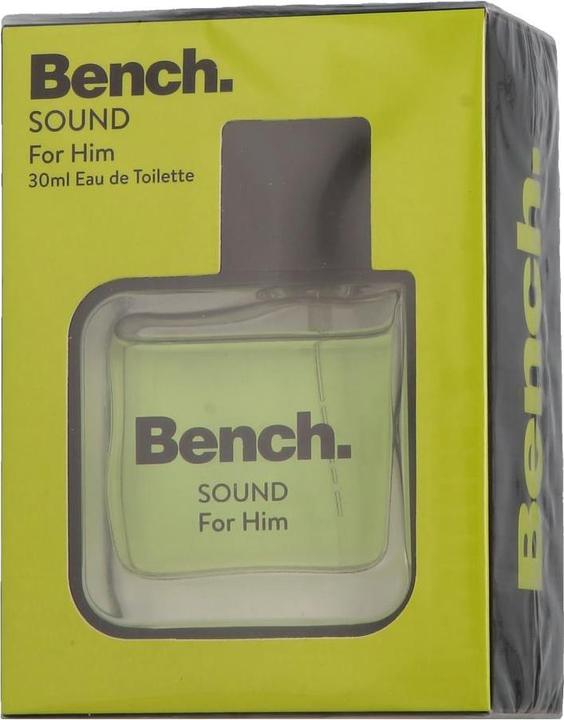 Bench.
SOUND
For Him
30ml Eau de Toilette
Bench.
SOUND
For Him
Bench.